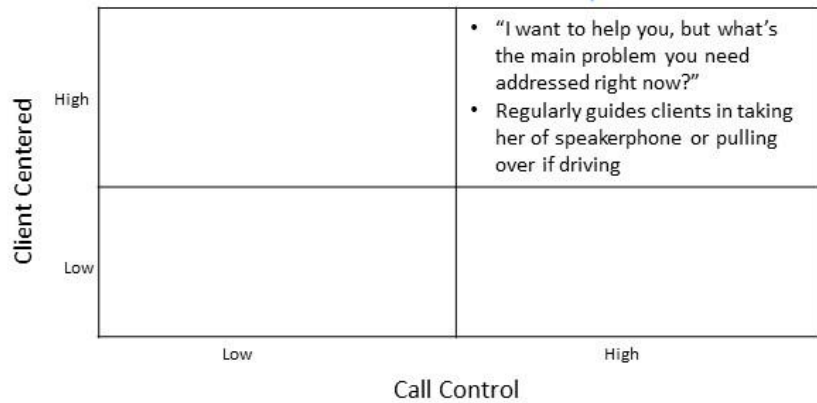 • “I want to help you, but what’s
the main problem you need
addressed right now?”
• Regularly guides clients in taking
her of speakerphone or pulling
over if driving
High
Client Centered
Low
Low
High
Call Control